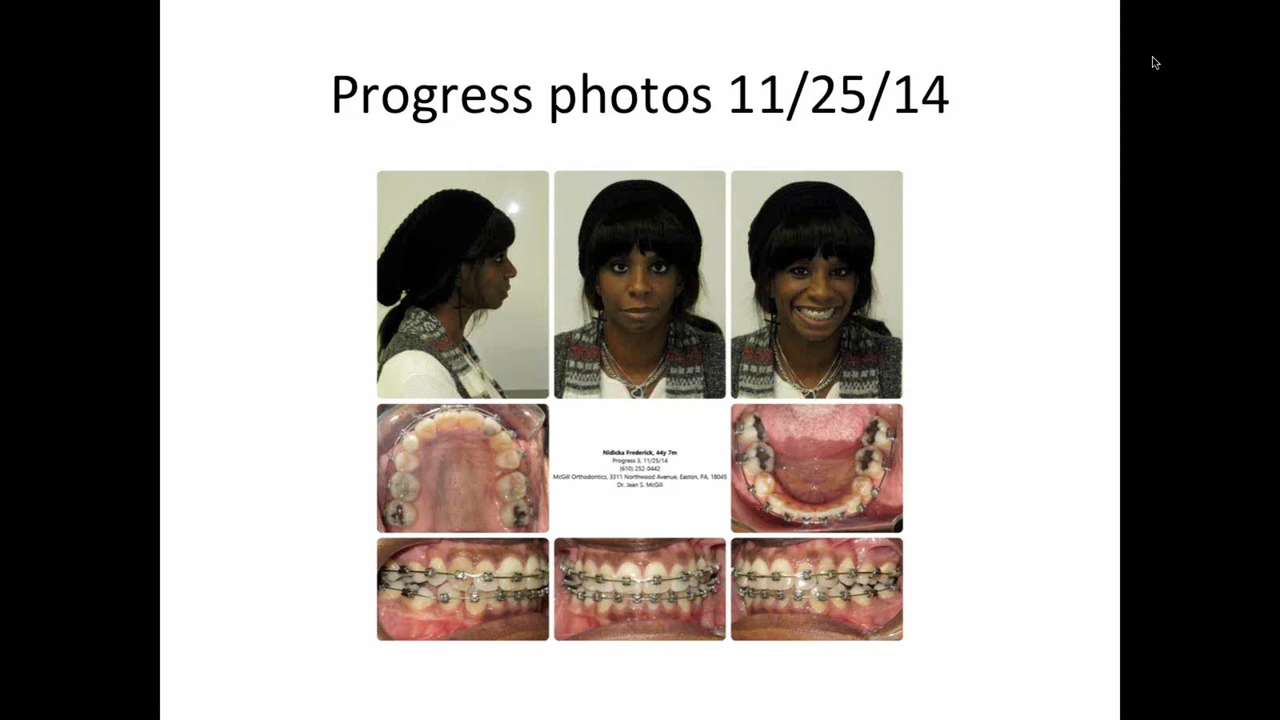 Progress photos 11/25/14
Nidicka Frederick, 44y 7m
Progress 3, 11/25/14
(610) 252-0442
McGill Orthodontics, 3311 Northwood Avenue, Easton, PA, 18045
Dr. Jean S. McGill